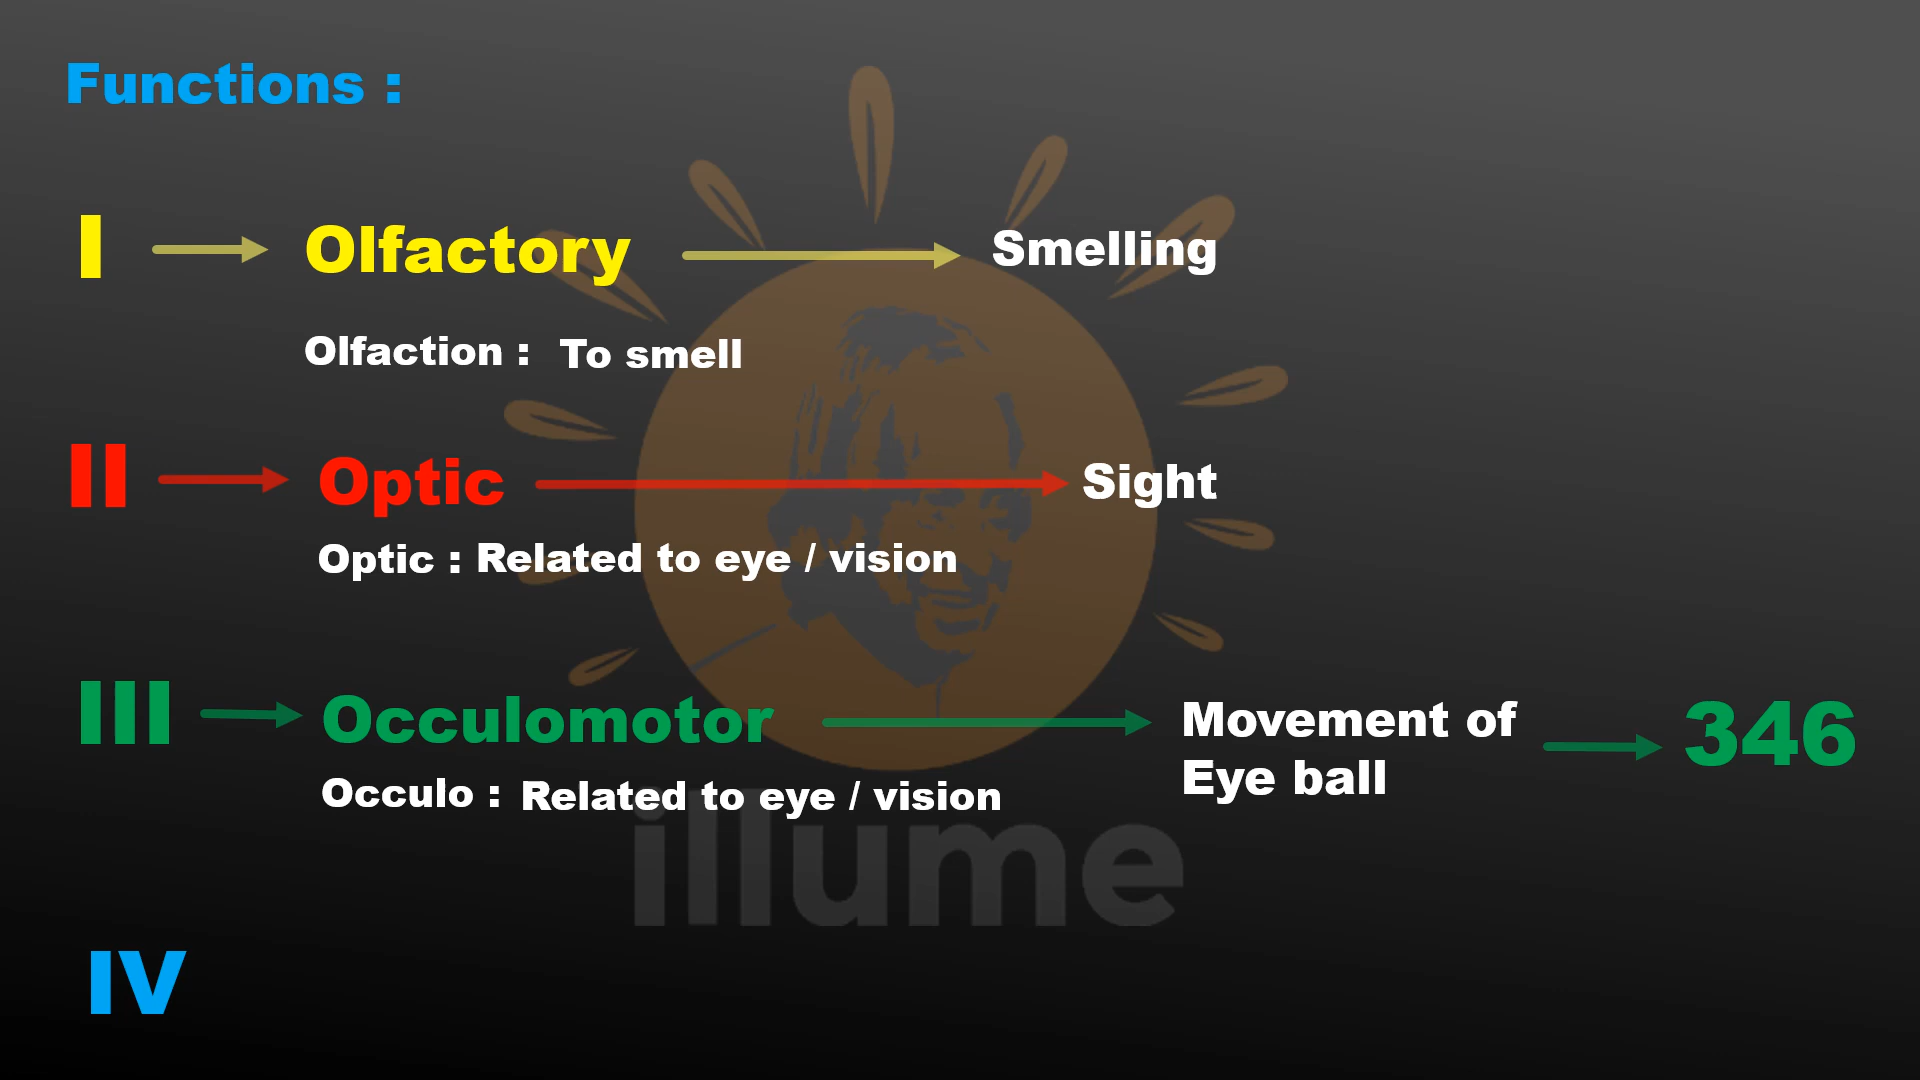 Functions :
I Olfactory Smelling
Olfaction : To smell
II Optic Sight
Optic : Related to eye / vision
III Occulomotor Movement of Eye ball 346
Occulo : Related to eye / vision
illume
IV